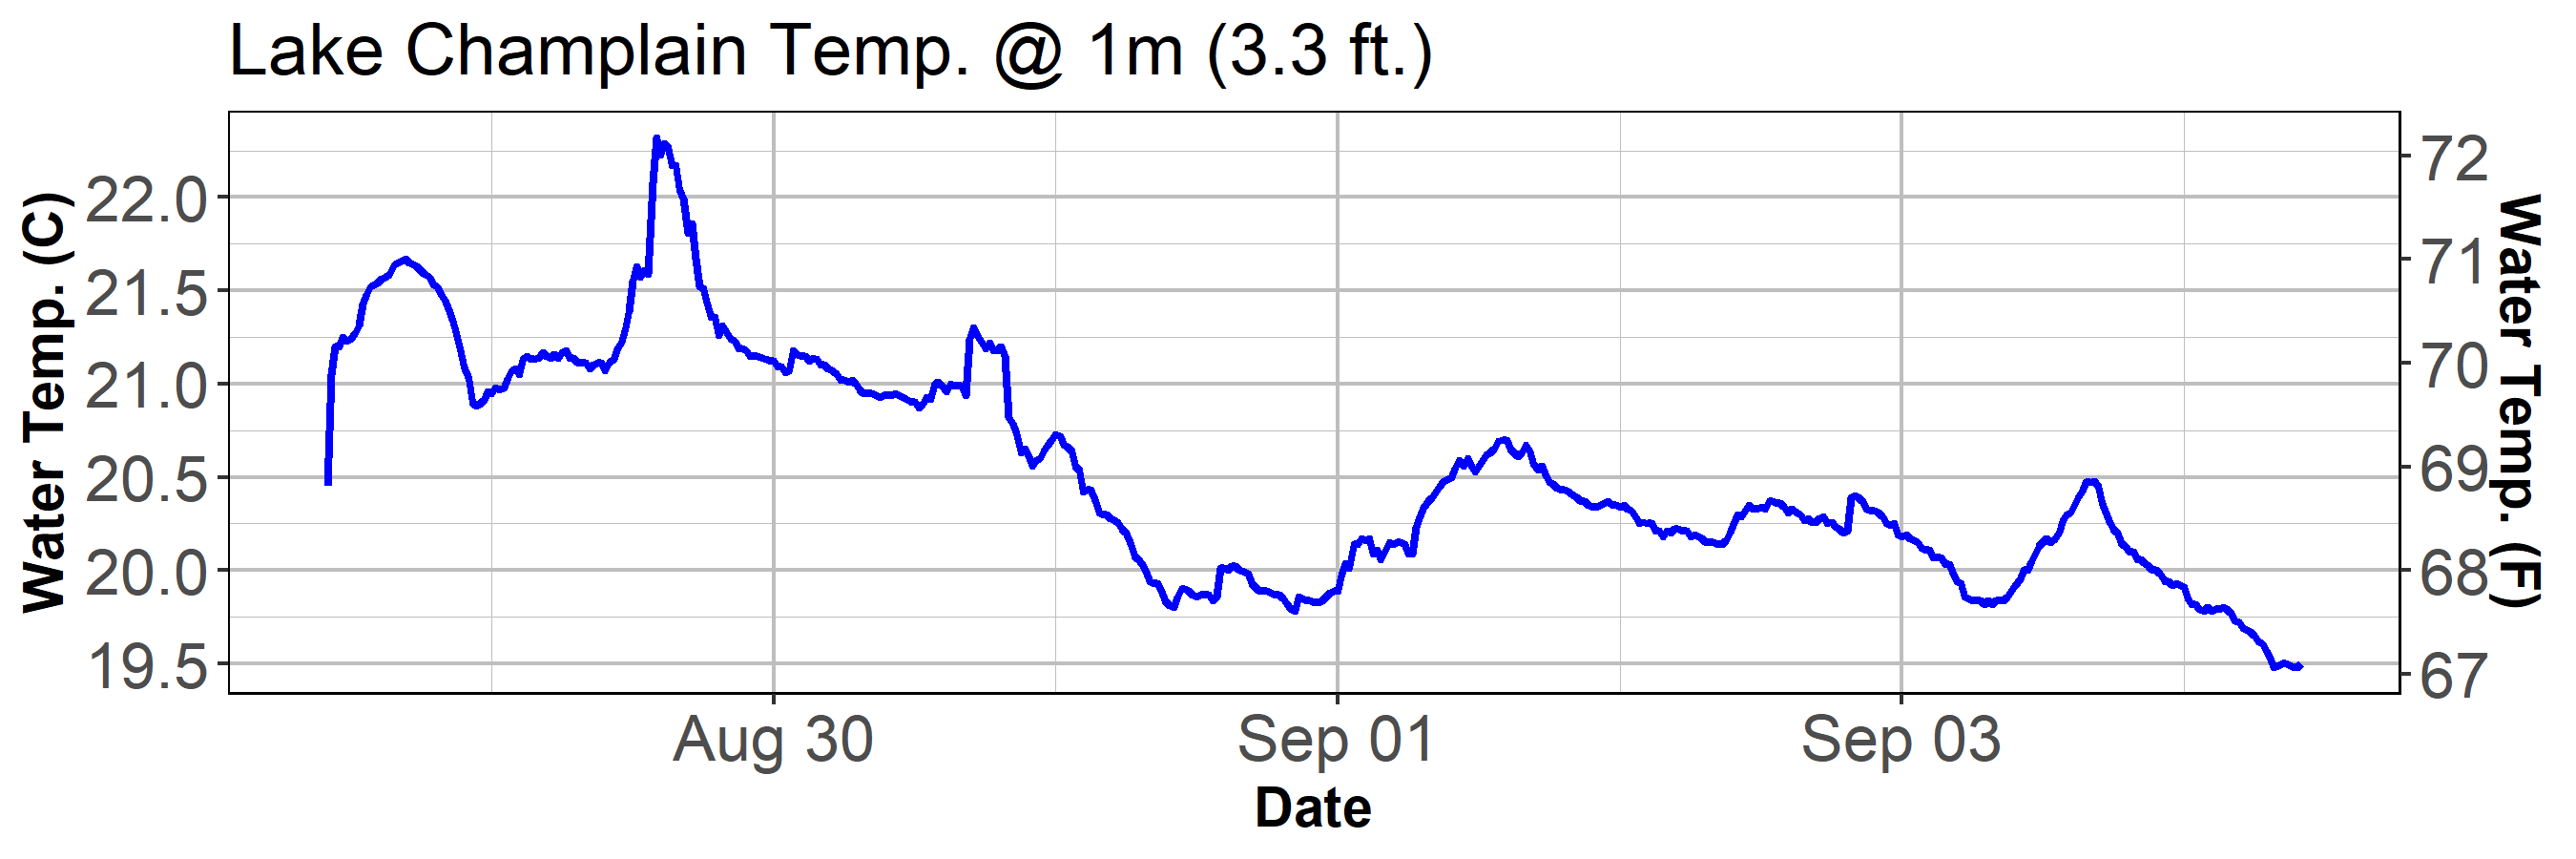 Lake Champlain Temp. @ 1m (3.3 ft.)
Water Temp. (C)
22.0
21.5
21.0
20.5
20.0
19.5
72
71
70
69
68
67
Water Temp. (F)
Aug 30
Sep 01
Sep 03
Date